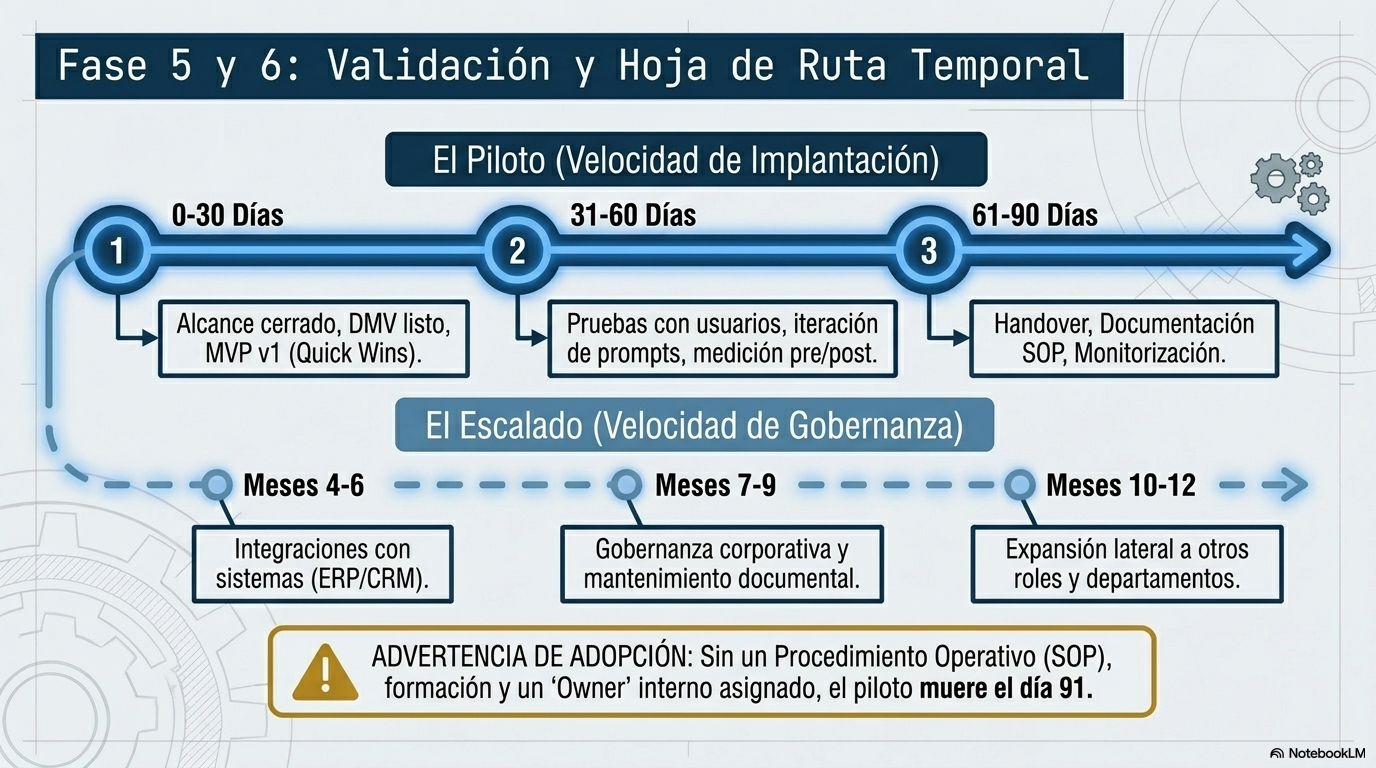 Fase 5 y 6: Validación y Hoja de Ruta Temporal
El Piloto (Velocidad de Implantación)
0-30 Días
31-60 Días
61-90 Días
1
2
3
Alcance cerrado, DMV listo,
MVP v1 (Quick Wins).
Pruebas con usuarios, iteración
de prompts, medición pre/post.
Handover, Documentación
SOP, Monitorización.
El Escalado (Velocidad de Gobernanza)
Meses 4-6
Meses 7-9
Meses 10-12
Integraciones con
sistemas (ERP/CRM).
Gobernanza corporativa y
mantenimiento documental.
Expansión lateral a otros
roles y departamentos.
ADVERTENCIA DE ADOPCIÓN: Sin un Procedimiento Operativo (SOP),
formación y un ‘Owner’ interno asignado, el piloto muere el día 91.
NotebookLM